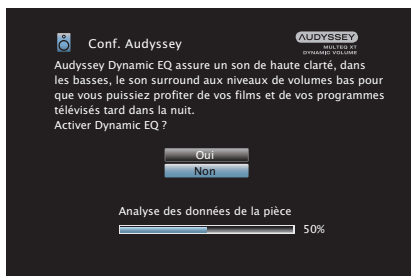 Conf. Audyssey
AUDYSSEY
MULTEQ XT
DYNAMIC VOLUME
Audyssey Dynamic EQ assure un son de haute clarté, dans
les basses, le son surround aux niveaux de volumes bas pour
que vous puissiez profiter de vos films et de vos programmes
télévisés tard dans la nuit.
Activer Dynamic EQ ?
Oui
Non
Analyse des données de la pièce
50%